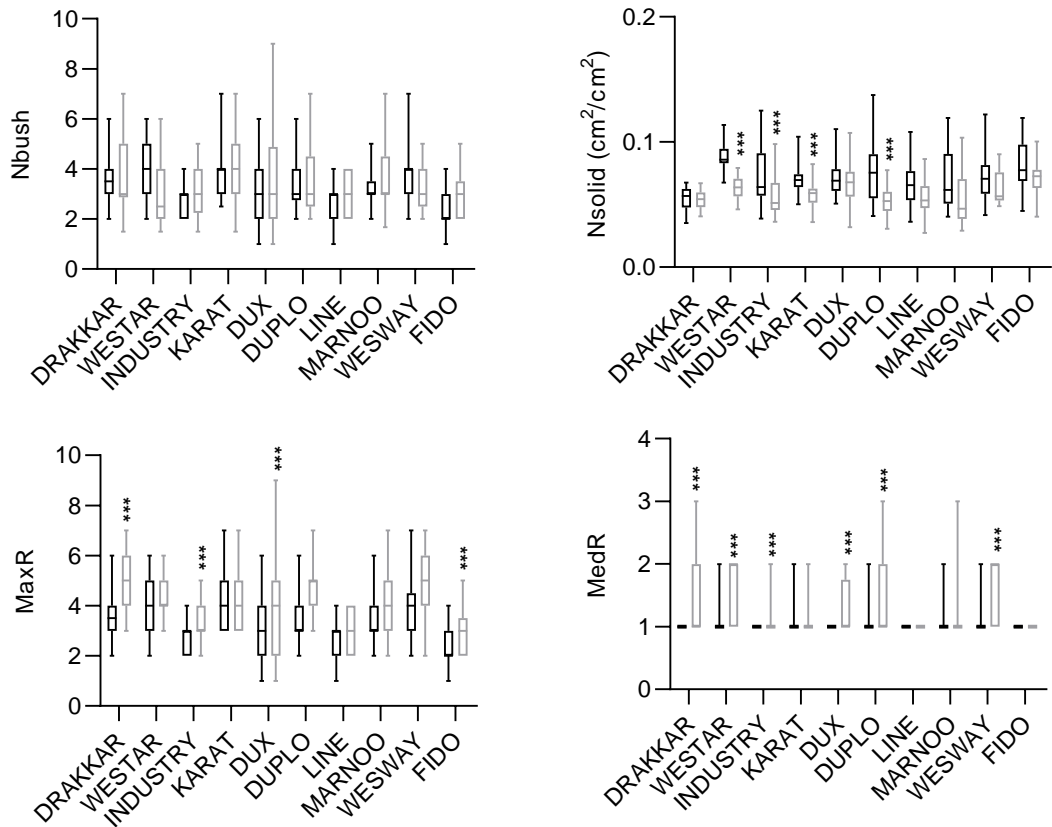 Nbush
10
8
6
4
2
0
DRAKKAR
WESTAR
INDUSTRY
KARAT
DUX
DUPLO
LINE
MARNOO
WESWAY
FIDO
Nsolid (cm²/cm²)
0.2
0.1
0.0
***
***
***
***
DRAKKAR
WESTAR
INDUSTRY
KARAT
DUX
DUPLO
LINE
MARNOO
WESWAY
FIDO
MaxR
10
8
6
4
2
0
***
***
***
***
DRAKKAR
WESTAR
INDUSTRY
KARAT
DUX
DUPLO
LINE
MARNOO
WESWAY
FIDO
MedR
4
3
2
1
0
***
***
***
***
***
***
DRAKKAR
WESTAR
INDUSTRY
KARAT
DUX
DUPLO
LINE
MARNOO
WESWAY
FIDO